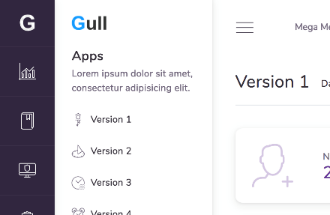 G
Gull
Apps
Lorem ipsum dolor sit amet,
consectetur adipisicing elit.
Version 1
Version 2
Version 3
Version 4
Mega
Version 1